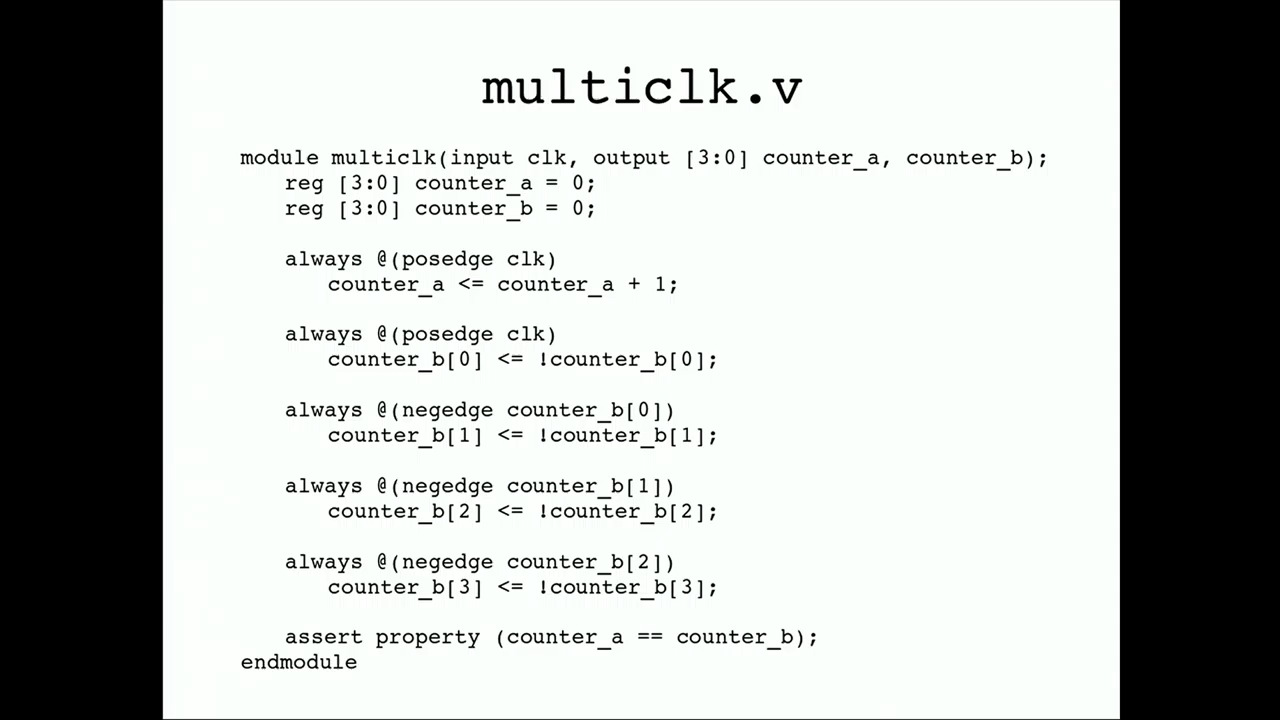 multiclk.v
module multiclk(input clk, output [3:0] counter_a, counter_b);
reg [3:0] counter_a = 0;
reg [3:0] counter_b = 0;
always @(posedge clk)
counter_a <= counter_a + 1;
always @(posedge clk)
counter_b[0] <= !counter_b[0];
always @(negedge counter_b[0])
counter_b[1] <= !counter_b[1];
always @(negedge counter_b[1])
counter_b[2] <= !counter_b[2];
always @(negedge counter_b[2])
counter_b[3] <= !counter_b[3];
assert property (counter_a == counter_b);
endmodule